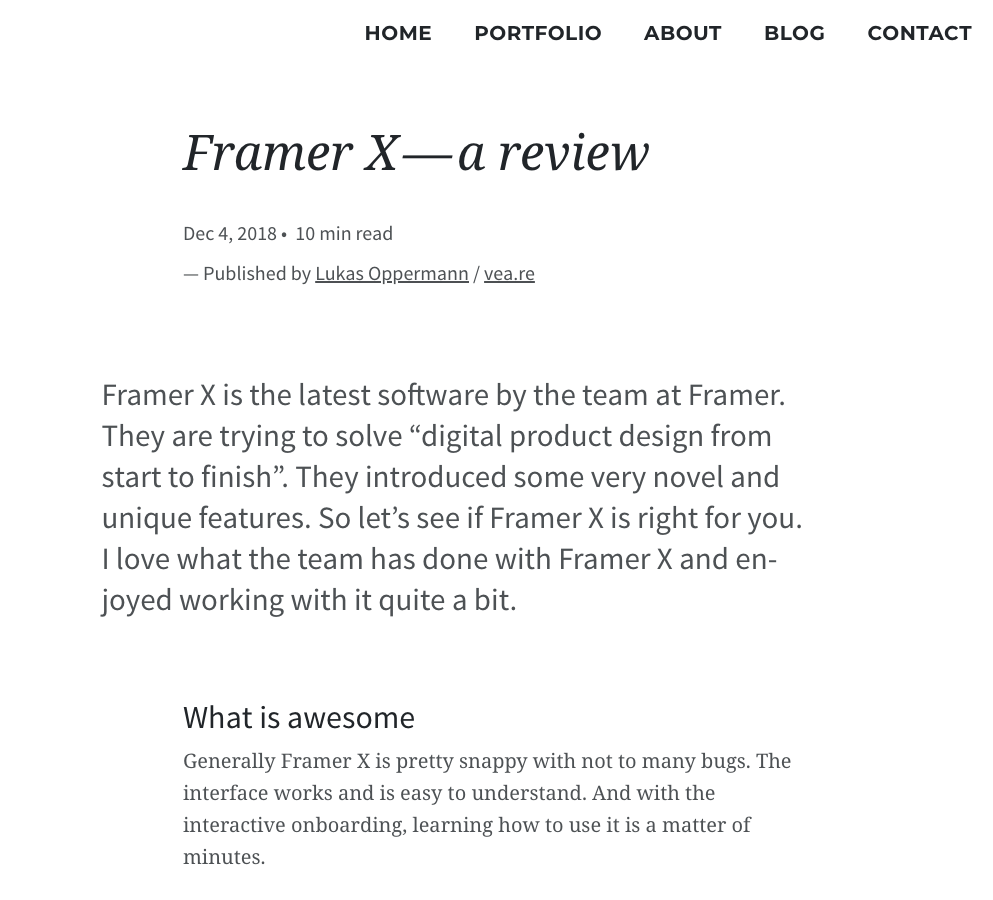 HOME PORTFOLIO ABOUT BLOG CONTACT
Framer X—a review
Dec 4, 2018 • 10 min read
— Published by Lukas Oppermann / vea.re
Framer X is the latest software by the team at Framer.
They are trying to solve “digital product design from
start to finish”. They introduced some very novel and
unique features. So let’s see if Framer X is right for you.
I love what the team has done with Framer X and en-
joyed working with it quite a bit.
What is awesome
Generally Framer X is pretty snappy with not to many bugs. The
interface works and is easy to understand. And with the
interactive onboarding, learning how to use it is a matter of
minutes.